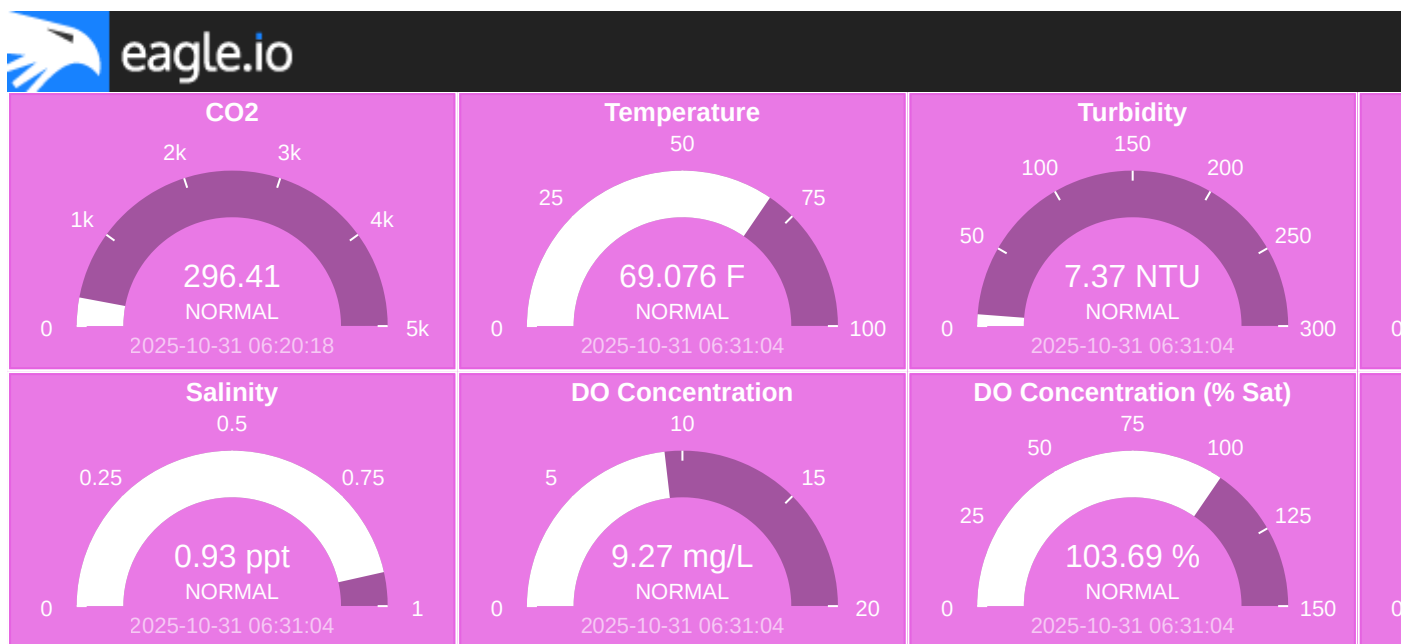 eagle.io
CO2
2k 3k
1k 4k
296.41
NORMAL
0 5k
2025-10-31 06:20:18
Temperature
50
25 75
69.076 F
NORMAL
0 100
2025-10-31 06:31:04
Turbidity
150
100 200
50 250
7.37 NTU
NORMAL
0 300
2025-10-31 06:31:04
0
Salinity
0.5
0.25 0.75
0.93 ppt
NORMAL
0 1
2025-10-31 06:31:04
DO Concentration
10
5 15
9.27 mg/L
NORMAL
0 20
2025-10-31 06:31:04
DO Concentration (% Sat)
75
50 100
25 125
103.69 %
NORMAL
0 150
2025-10-31 06:31:04
0